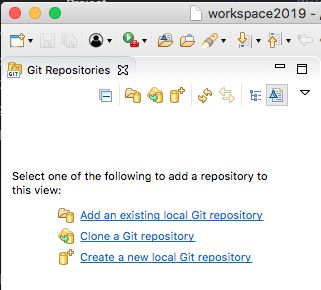 workspace2019 -
Git Repositories
GIT
Select one of the following to add a repository to
this view:
Add an existing local Git repository
Clone a Git repository
Create a new local Git repository